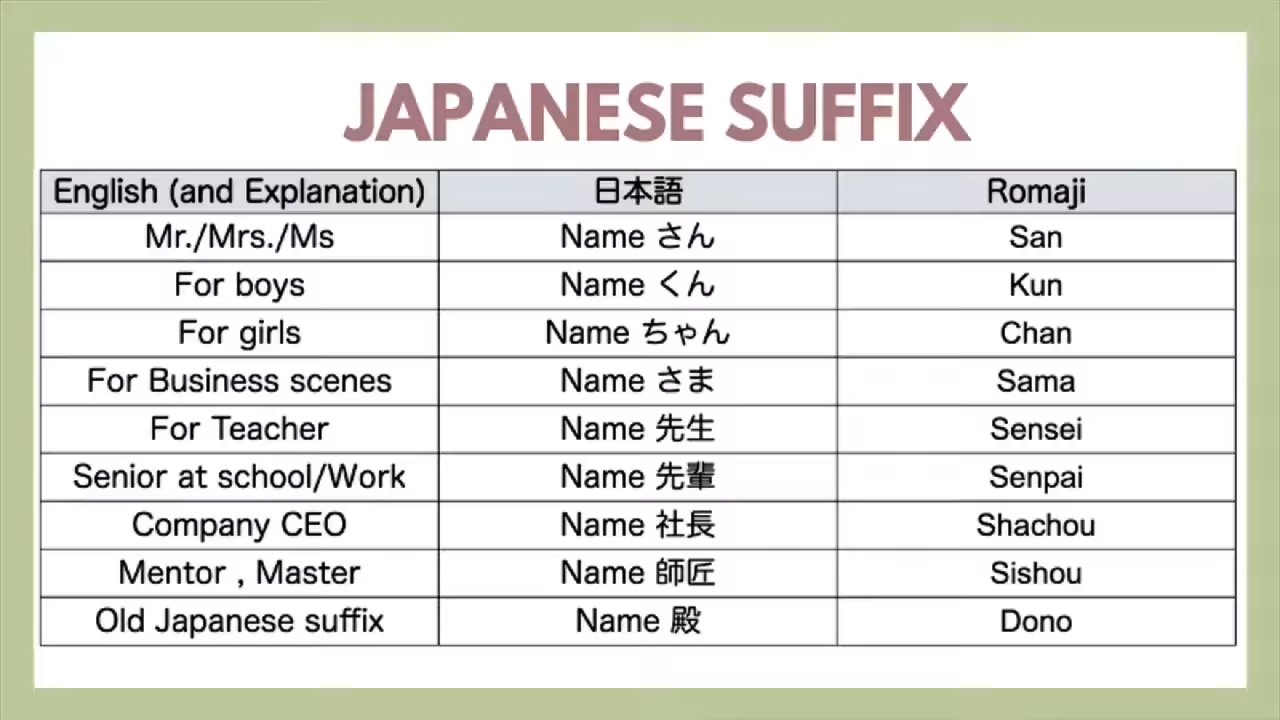 JAPANESE SUFFIX
English (and Explanation) 日本語 Romaji
Mr./Mrs./Ms Name さん San
For boys Name くん Kun
For girls Name ちゃん Chan
For Business scenes Name さま Sama
For Teacher Name 先生 Sensei
Senior at school/Work Name 先輩 Senpai
Company CEO Name 社長 Shachou
Mentor , Master Name 師匠 Sishou
Old Japanese suffix Name 殿 Dono